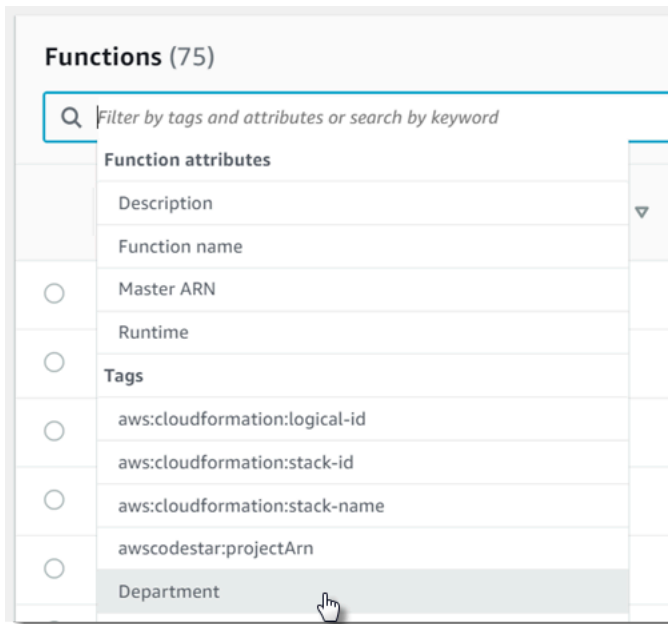 Functions (75)
Filter by tags and attributes or search by keyword
Function attributes
Description
Function name
Master ARN
Runtime
Tags
aws:cloudformation:logical-id
aws:cloudformation:stack-id
aws:cloudformation:stack-name
awscodestar:projectArn
Department